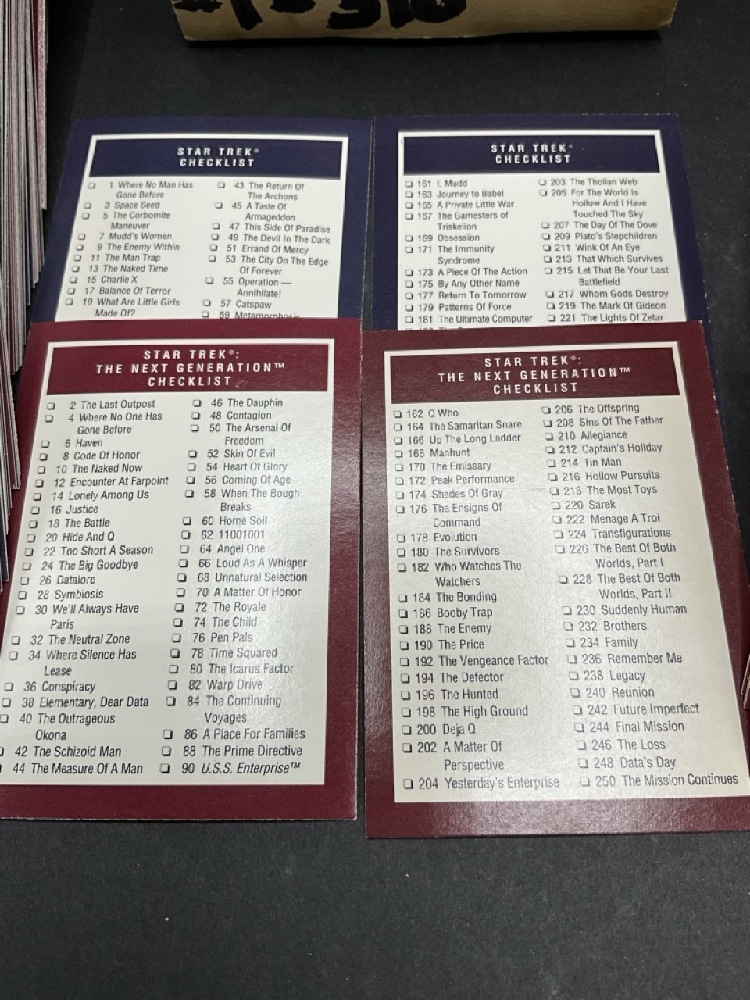 #1-310
STAR TREK®
CHECKLIST
1 Where No Man Has
Gone Before
3 Space Seed
5 The Corbomite
Maneuver
7 Mudd's Women
9 The Enemy Within
11 The Man Trap
13 The Naked Time
15 Charlie X
17 Balance Of Terror
19 What Are Little Girls
Made Of?
43 The Return Of
The Archons
45 A Taste Of
Armageddon
47 This Side Of Paradise
49 The Devil In The Dark
51 Errand Of Mercy
53 The City On The Edge
Of Forever
55 Operation —
Annihilate!
57 Catspaw
59 Metamorphosis
STAR TREK®
CHECKLIST
161 I, Mudd
163 Journey to Babel
165 A Private Little War
167 The Gamesters of
Triskelion
169 Obsession
171 The Immunity
Syndrome
173 A Piece Of The Action
175 By Any Other Name
177 Return To Tomorrow
179 Patterns Of Force
181 The Ultimate Computer
203 The Tholian Web
205 For The World Is
Hollow And I Have
Touched The Sky
207 The Day Of The Dove
209 Plato's Stepchildren
211 Wink Of An Eye
213 That Which Survives
215 Let That Be Your Last
Battlefield
217 Whom Gods Destroy
219 The Mark Of Gideon
221 The Lights Of Zetar
STAR TREK®:
THE NEXT GENERATION™
CHECKLIST
2 The Last Outpost
4 Where No One Has
Gone Before
6 Haven
8 Code Of Honor
10 The Naked Now
12 Encounter At Farpoint
14 Lonely Among Us
16 Justice
18 The Battle
20 Hide And Q
22 Too Short A Season
24 The Big Goodbye
26 Datalore
28 Symbiosis
30 We'll Always Have
Paris
32 The Neutral Zone
34 Where Silence Has
Lease
36 Conspiracy
38 Elementary, Dear Data
40 The Outrageous
Okona
42 The Schizoid Man
44 The Measure Of A Man
46 The Dauphin
48 Contagion
50 The Arsenal Of
Freedom
52 Skin Of Evil
54 Heart Of Glory
56 Coming Of Age
58 When The Bough
Breaks
60 Home Soil
62 11001001
64 Angel One
66 Loud As A Whisper
68 Unnatural Selection
70 A Matter Of Honor
72 The Royale
74 The Child
76 Pen Pals
78 Time Squared
80 The Icarus Factor
82 Warp Drive
84 The Continuing
Voyages
86 A Place For Families
88 The Prime Directive
90 U.S.S. Enterprise™
STAR TREK®:
THE NEXT GENERATION™
CHECKLIST
162 Q Who
164 The Samaritan Snare
166 Up The Long Ladder
168 Manhunt
170 The Emissary
172 Peak Performance
174 Shades Of Gray
176 The Ensigns Of
Command
178 Evolution
180 The Survivors
182 Who Watches The
Watchers
184 The Bonding
186 Booby Trap
188 The Enemy
190 The Price
192 The Vengeance Factor
194 The Defector
196 The Hunted
198 The High Ground
200 Deja Q
202 A Matter Of
Perspective
204 Yesterday's Enterprise
206 The Offspring
208 Sins Of The Father
210 Allegiance
212 Captain's Holiday
214 Tin Man
216 Hollow Pursuits
218 The Most Toys
220 Sarek
222 Menage A Troi
224 Transfigurations
226 The Best Of Both
Worlds, Part I
228 The Best Of Both
Worlds, Part II
230 Suddenly Human
232 Brothers
234 Family
236 Remember Me
238 Legacy
240 Reunion
242 Future Imperfect
244 Final Mission
246 The Loss
248 Data's Day
250 The Mission Continues